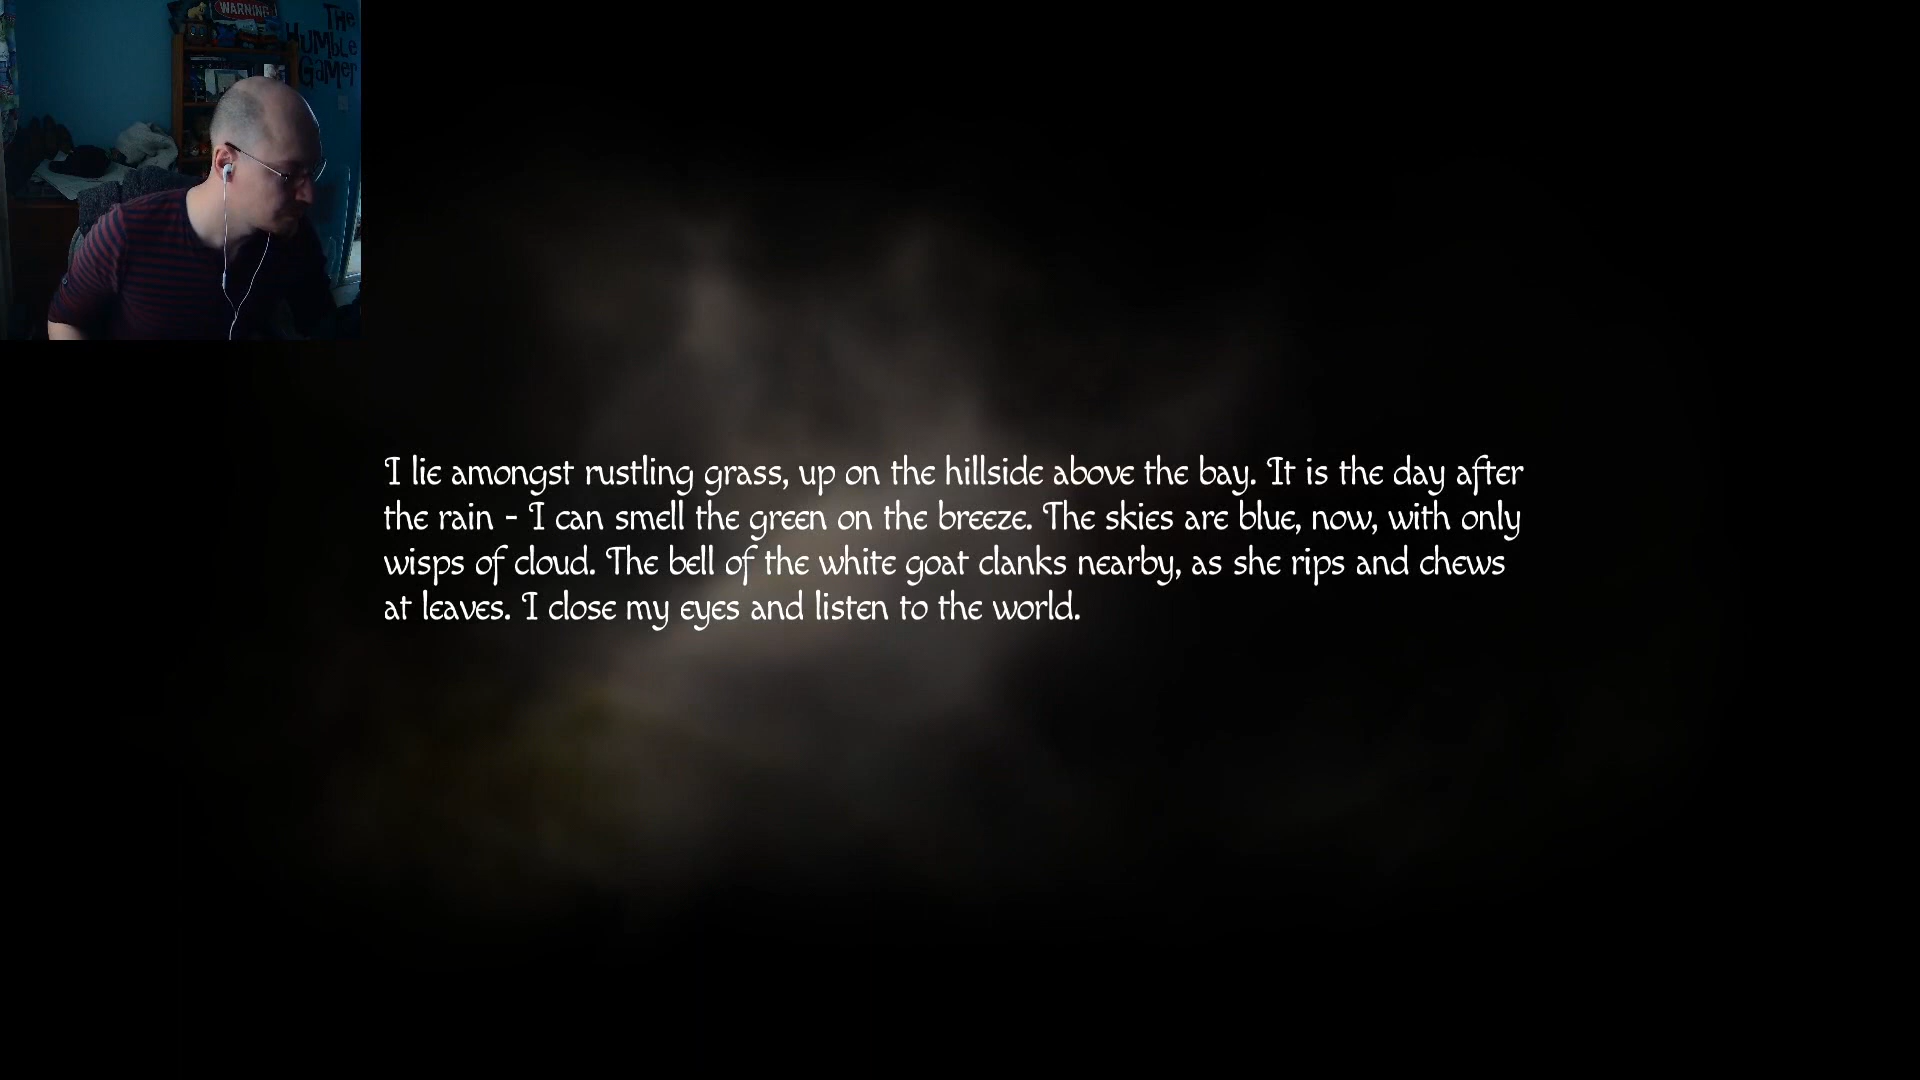 WARNING!
THe
HUmbLe
GAmer
I lie amongst rustling grass, up on the hillside above the bay. It is the day after
the rain - I can smell the green on the breeze. The skies are blue, now, with only
wisps of cloud. The bell of the white goat clanks nearby, as she rips and chews
at leaves. I close my eyes and listen to the world.